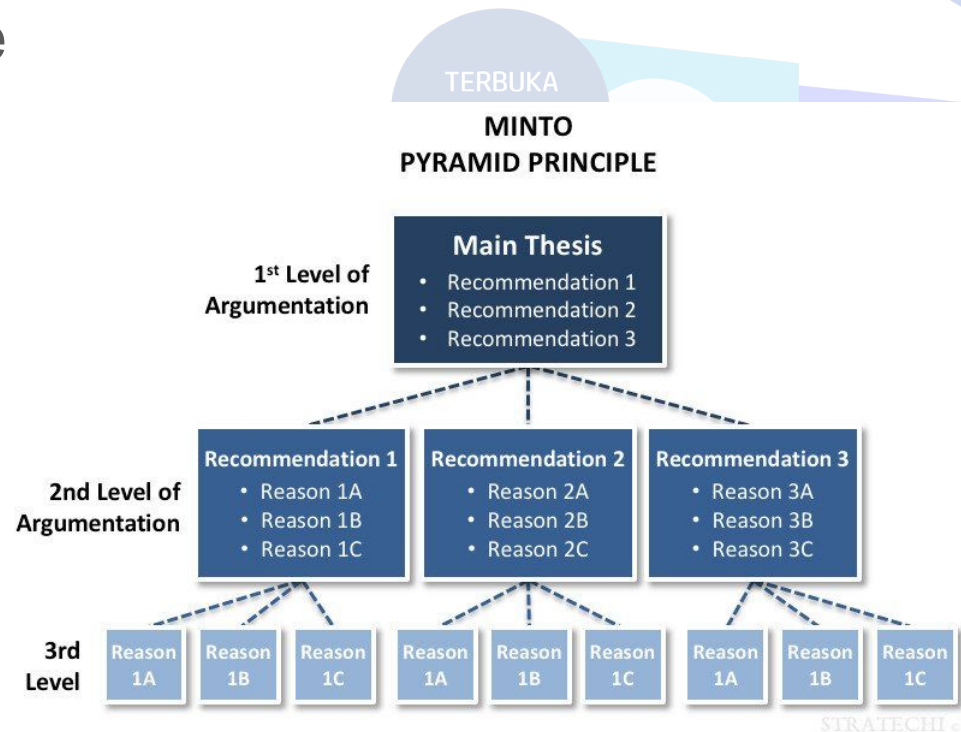 e
TERBUKA
MINTO
PYRAMID PRINCIPLE
1st Level of
Argumentation
Main Thesis
• Recommendation 1
• Recommendation 2
• Recommendation 3
2nd Level of
Argumentation
Recommendation 1
• Reason 1A
• Reason 1B
• Reason 1C
Recommendation 2
• Reason 2A
• Reason 2B
• Reason 2C
Recommendation 3
• Reason 3A
• Reason 3B
• Reason 3C
3rd
Level
Reason
1A
Reason
1B
Reason
1C
Reason
1A
Reason
1B
Reason
1C
Reason
1A
Reason
1B
Reason
1C
STRATECHI